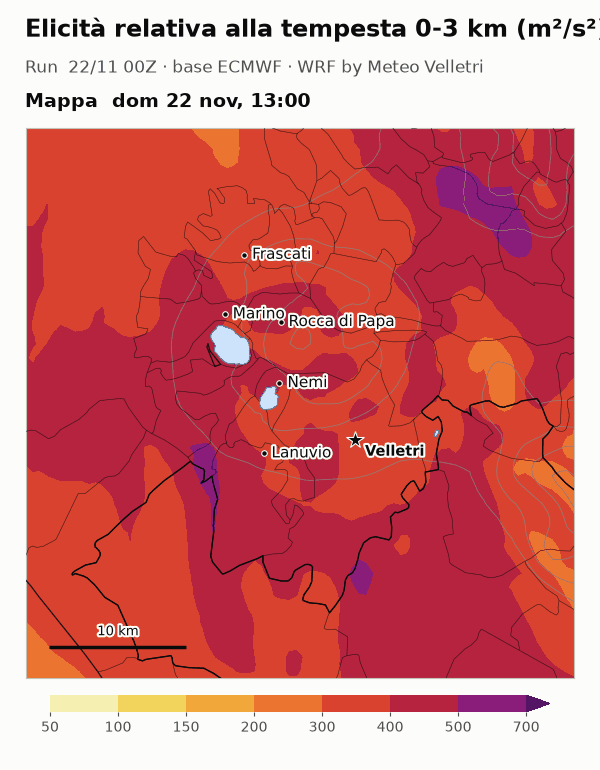 Elicità relativa alla tempesta 0-3 km (m²/s²)
Run 22/11 00Z · base ECMWF · WRF by Meteo Velletri
Mappa dom 22 nov, 13:00
Frascati
Marino
Rocca di Papa
Nemi
Velletri
Lanuvio
10 km
50 100 150 200 300 400 500 700